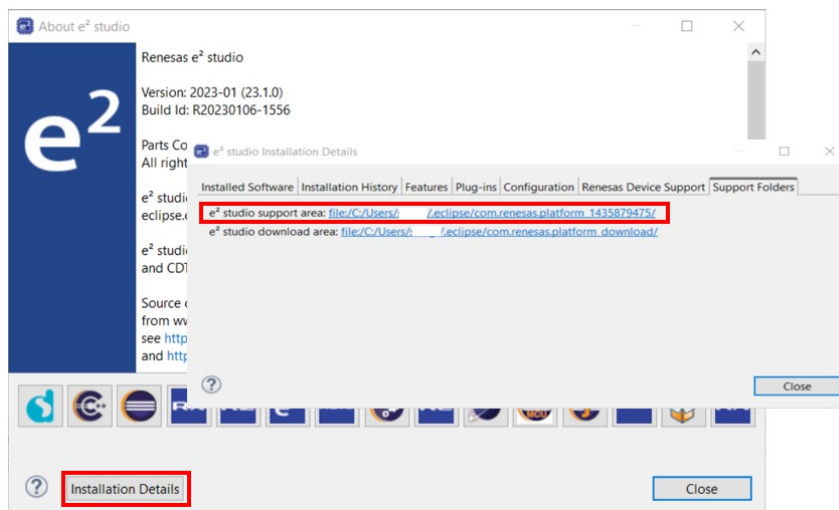 About e² studio
e2
Renesas e² studio
Version: 2023-01 (23.1.0)
Build Id: R20230106-1556
Parts Co
All right
e² studi
eclipse.
e² studi
and CDT
Source
from ww
see http
and http
e² studio Installation Details
Installed Software Installation History Features Plug-ins Configuration Renesas Device Support Support Folders
e² studio support area: file:/C:/Users/ /.eclipse/com.renesas.platform_1435879475/
e² studio download area: file:/C:/Users/ /.eclipse/com.renesas.platform_download/
?
Close
?
Installation Details
Close